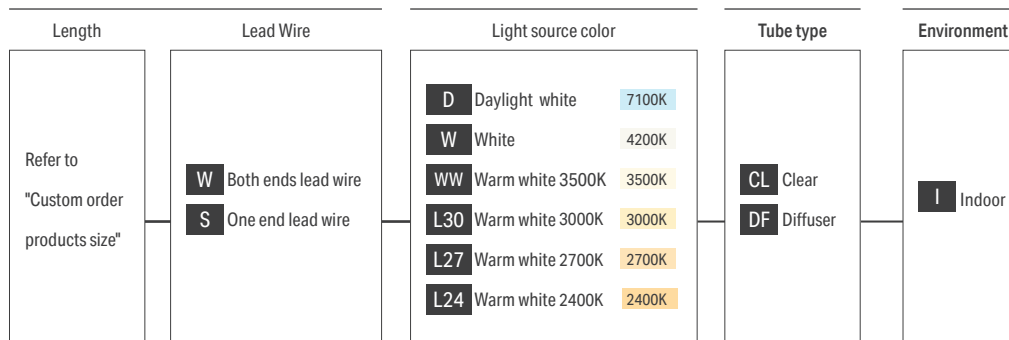 Length
Lead Wire
Light source color
Tube type
Environment
Refer to
"Custom order
products size"
W Both ends lead wire
S One end lead wire
D Daylight white 7100K
W White 4200K
WW Warm white 3500K 3500K
L30 Warm white 3000K 3000K
L27 Warm white 2700K 2700K
L24 Warm white 2400K 2400K
CL Clear
DF Diffuser
I Indoor